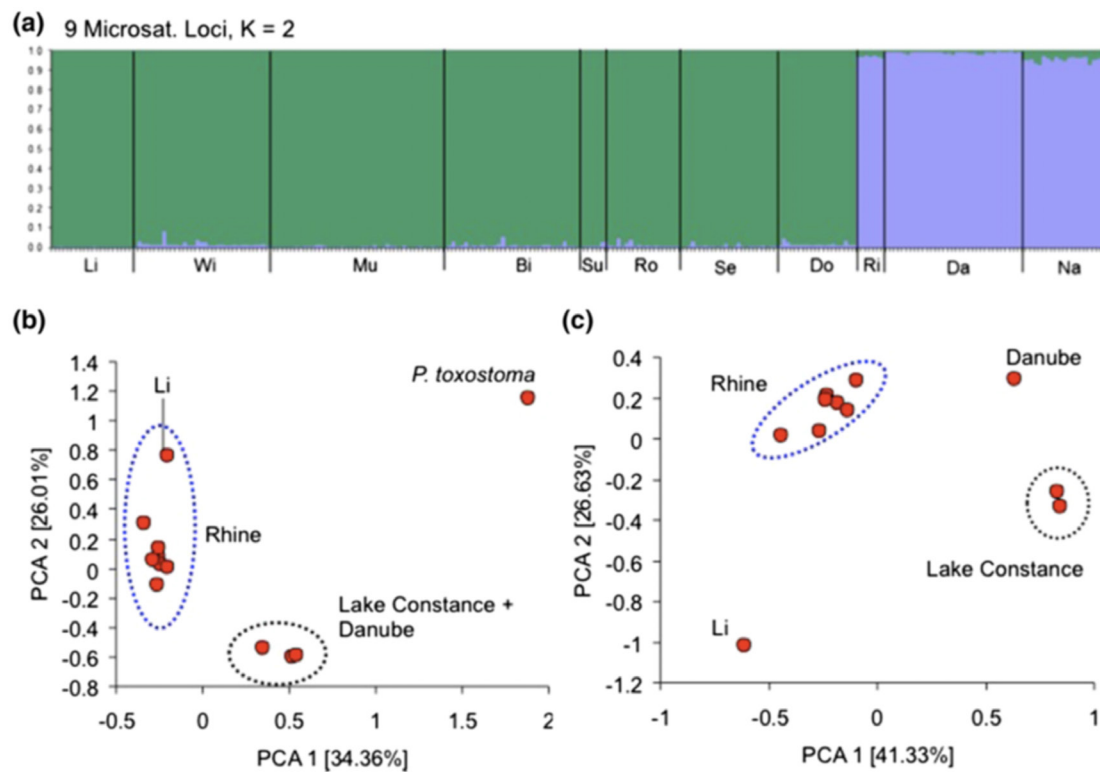 (a) 9 Microsat. Loci, K = 2
1.0
0.9
0.8
0.7
0.6
0.5
0.4
0.3
0.2
0.1
0.0
Li Wi Mu Bi Su Ro Se Do Ri Da Na
(b)
1.4
1.2
1
0.8
0.6
0.4
0.2
0
-0.2
-0.4
-0.6
-0.8
PCA 2 [26.01%]
Li
P. toxostoma
Rhine
Lake Constance +
Danube
-0.5 0 0.5 1 1.5 2
PCA 1 [34.36%]
(c)
0.4
0.2
0
-0.2
-0.4
-0.6
-0.8
-1
-1.2
PCA 2 [26.63%]
Rhine
Danube
Lake Constance
Li
-1 -0.5 0 0.5 1
PCA 1 [41.33%]